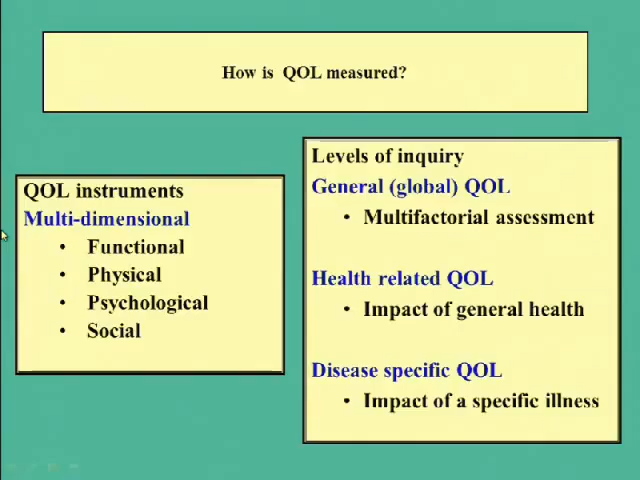 How is QOL measured?
QOL instruments
Multi-dimensional
• Functional
• Physical
• Psychological
• Social
Levels of inquiry
General (global) QOL
• Multifactorial assessment
Health related QOL
• Impact of general health
Disease specific QOL
• Impact of a specific illness